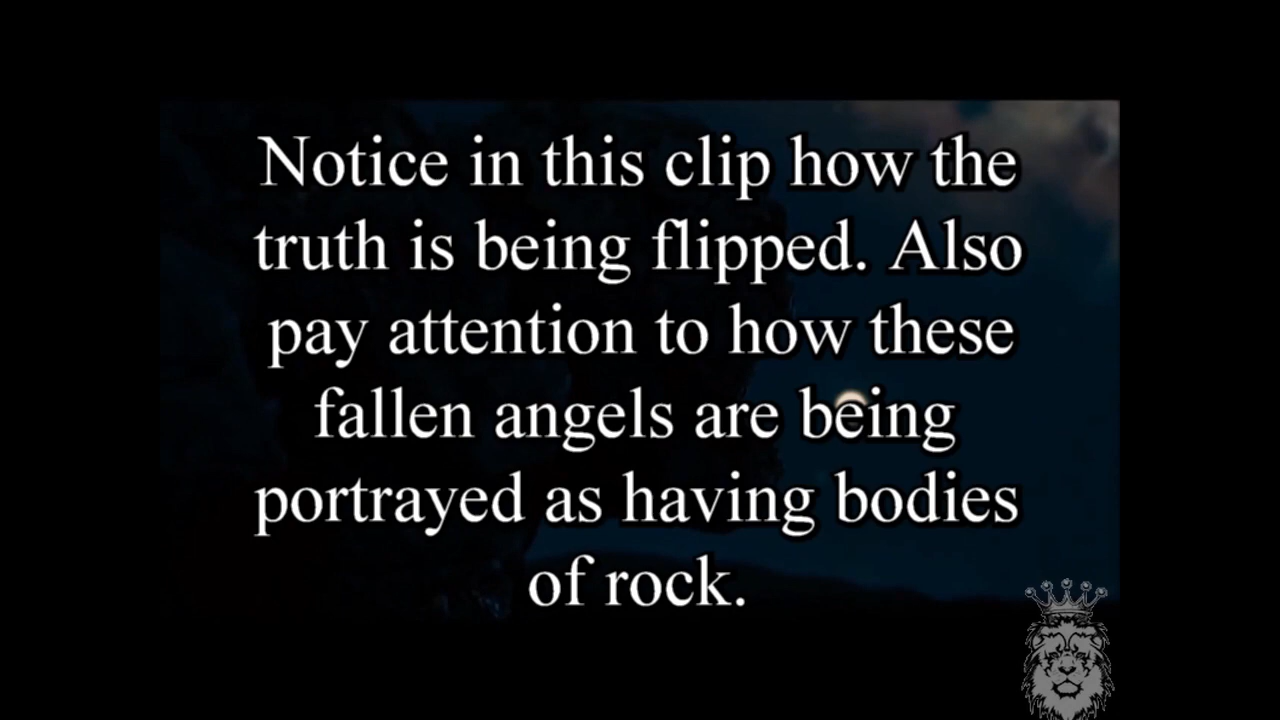 Notice in this clip how the
truth is being flipped. Also
pay attention to how these
fallen angels are being
portrayed as having bodies
of rock.